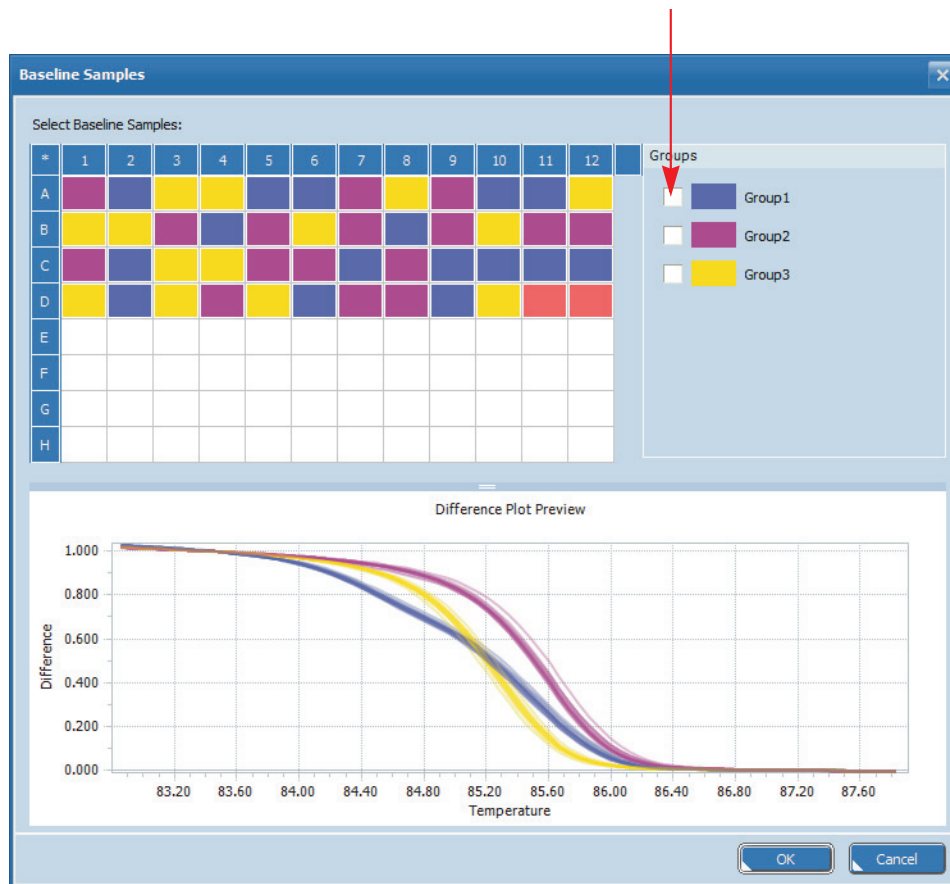 Baseline Samples
Select Baseline Samples:
* 1 2 3 4 5 6 7 8 9 10 11 12
A
B
C
D
E
F
G
H
Groups
Group1
Group2
Group3
Difference Plot Preview
Difference
1.000
0.800
0.600
0.400
0.200
0.000
83.20 83.60 84.00 84.40 84.80 85.20 85.60 86.00 86.40 86.80 87.20 87.60
Temperature
OK Cancel